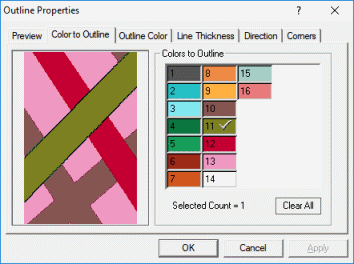 Outline Properties
? ×
Preview Color to Outline Outline Color Line Thickness Direction Corners
Colors to Outline
1 8 15
2 9 16
3 10
4 11
5 12
6 13
7 14
Selected Count = 1
Clear All
OK Cancel Apply